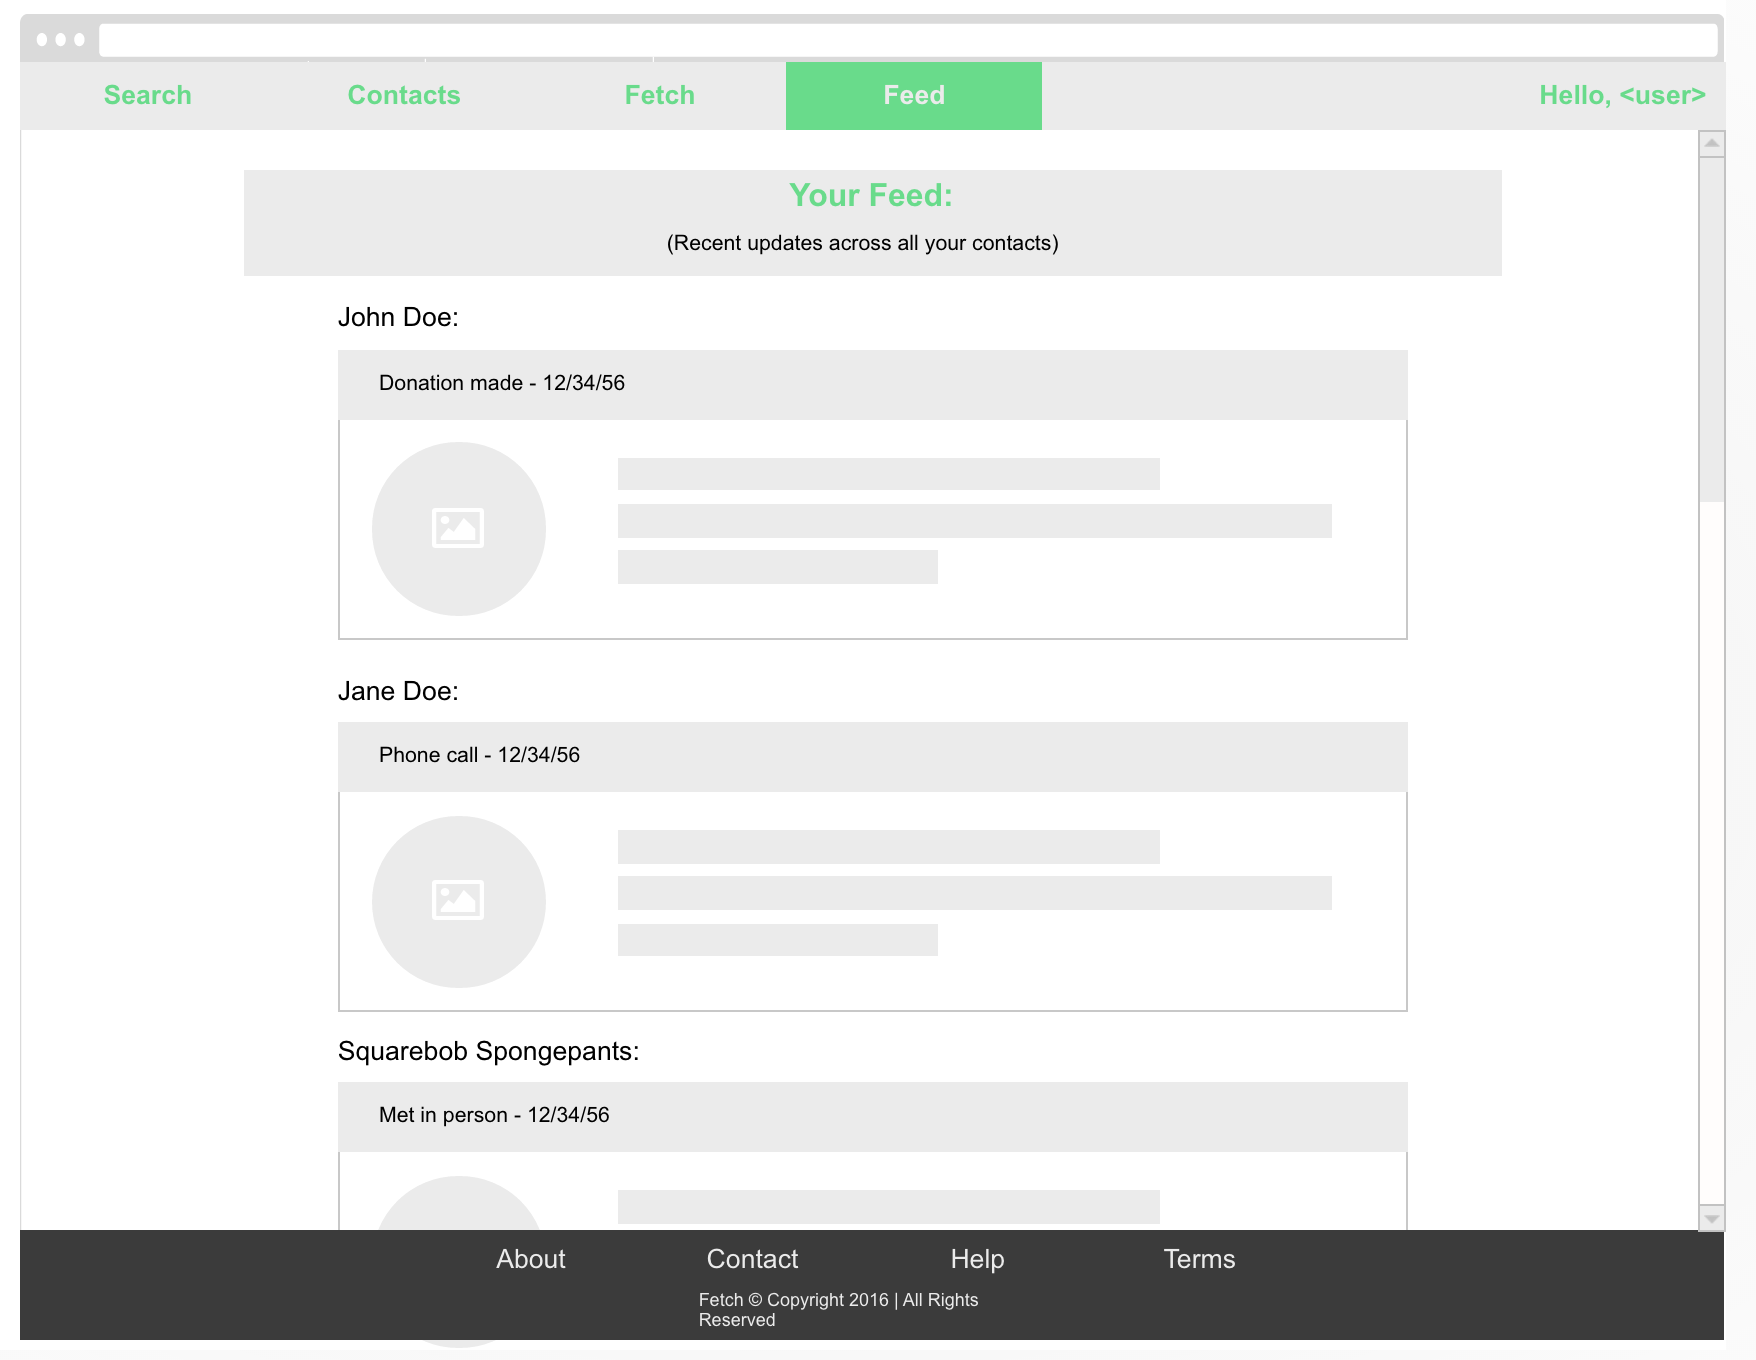 Search Contacts Fetch Feed Hello, <user>
Your Feed:
(Recent updates across all your contacts)
John Doe:
Donation made - 12/34/56
Jane Doe:
Phone call - 12/34/56
Squarebob Spongepants:
Met in person - 12/34/56
About Contact Help Terms
Fetch © Copyright 2016 | All Rights
Reserved